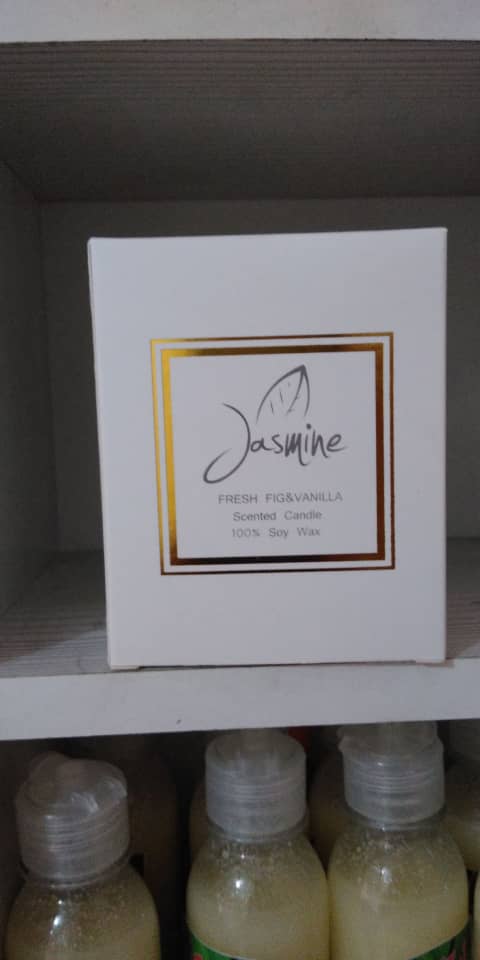 Jasmine
FRESH FIG&VANILLA
Scented Candle
100% Soy Wax